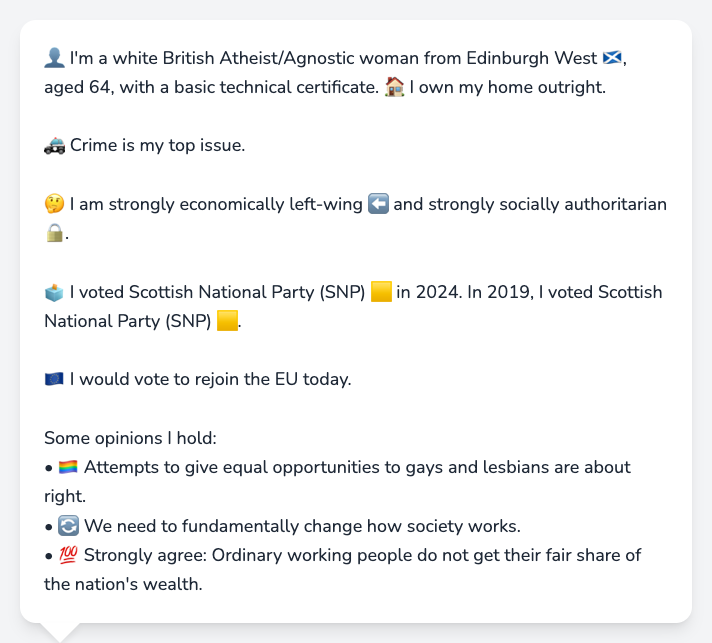 👤 I'm a white British Atheist/Agnostic woman from Edinburgh West 🏴󠁧󠁢󠁳󠁣󠁴󠁿,
aged 64, with a basic technical certificate. 🏠 I own my home outright.
🚓 Crime is my top issue.
🤔 I am strongly economically left-wing ⬅️ and strongly socially authoritarian
🔒.
🗳️ I voted Scottish National Party (SNP) 🟨 in 2024. In 2019, I voted Scottish
National Party (SNP) 🟨.
🇪🇺 I would vote to rejoin the EU today.
Some opinions I hold:
• 🏳️‍🌈 Attempts to give equal opportunities to gays and lesbians are about
right.
• 🔄 We need to fundamentally change how society works.
• 💯 Strongly agree: Ordinary working people do not get their fair share of
the nation's wealth.